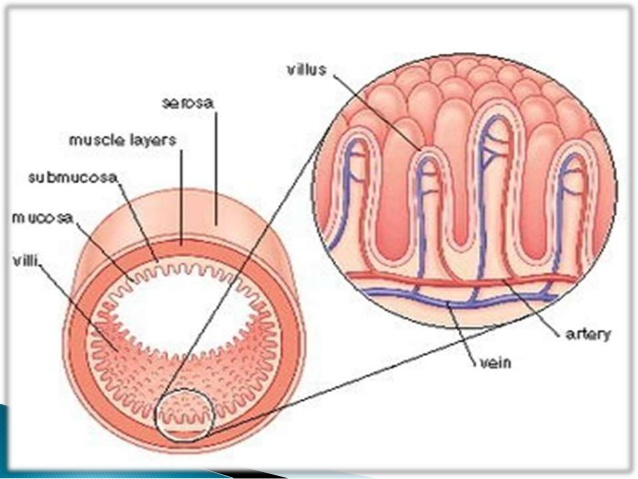 villus
serosa
muscle layers
submucosa
mucosa
villi
artery
vein